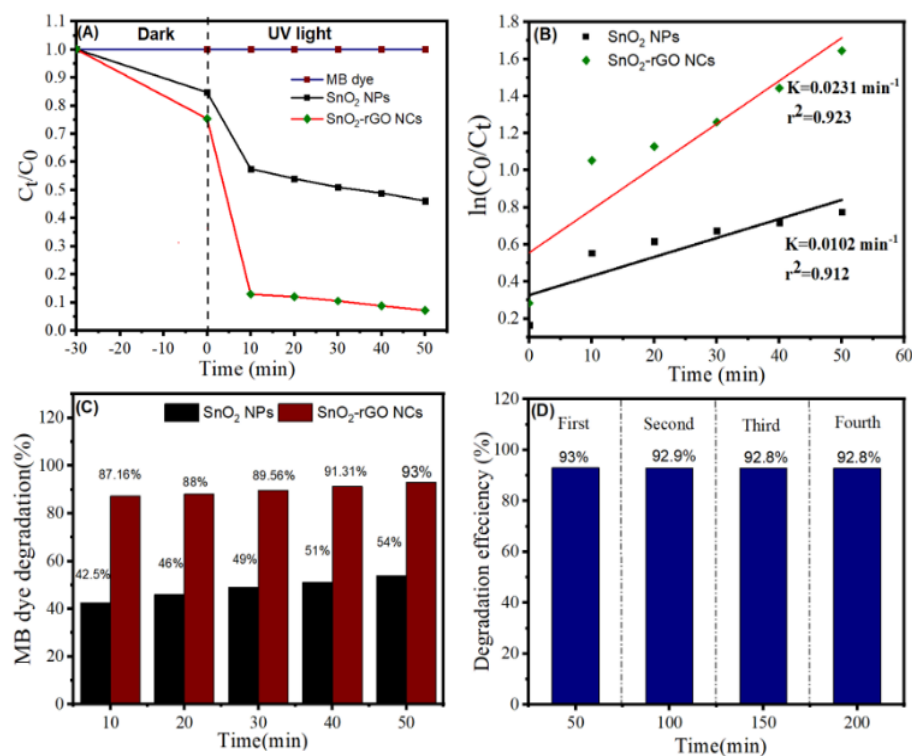 (A)
Dark
UV light
MB dye
SnO₂ NPs
SnO₂-rGO NCs
1.0
0.9
0.8
0.7
0.6
0.5
0.4
0.3
0.2
0.1
0.0
Cₜ/C₀
-30 -20 -10 0 10 20 30 40 50
Time (min)
(B)
SnO₂ NPs
SnO₂-rGO NCs
K=0.0231 min⁻¹
r²=0.923
K=0.0102 min⁻¹
r²=0.912
1.8
1.6
1.4
1.2
1.0
0.8
0.6
0.4
0.2
ln(C₀/Cₜ)
0 10 20 30 40 50 60
Time (min)
(C)
SnO₂ NPs SnO₂-rGO NCs
120
100
80
60
40
20
0
MB dye degradation(%)
87.16% 88% 89.56% 91.31% 93%
42.5% 46% 49% 51% 54%
10 20 30 40 50
Time(min)
(D)
First Second Third Fourth
93% 92.9% 92.8% 92.8%
120
100
80
60
40
20
0
Degradation effeciency (%)
50 100 150 200
Time(min)